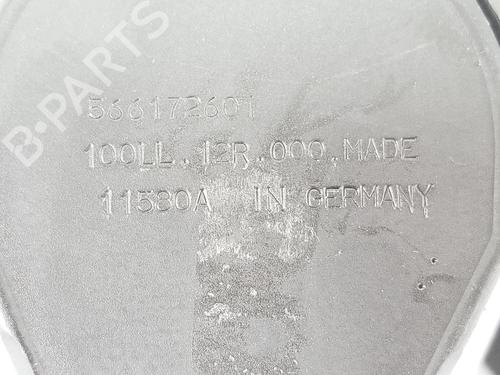 B-PARTS
566172601
100LL.12R.000.MADE
11580A IN GERMANY